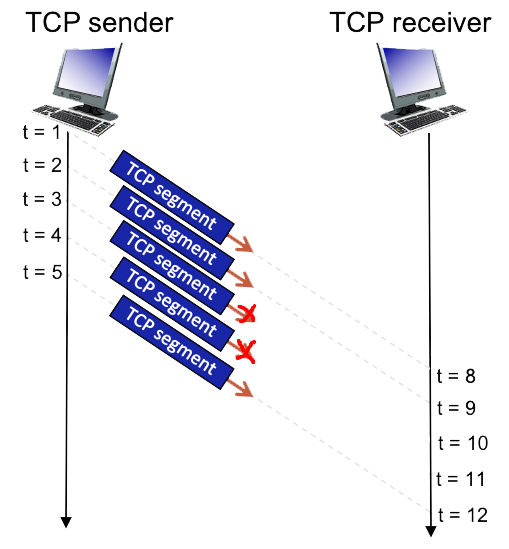 TCP sender
TCP receiver
t = 1
t = 2
t = 3
t = 4
t = 5
TCP segment
TCP segment
TCP segment
TCP segment
TCP segment
t = 8
t = 9
t = 10
t = 11
t = 12